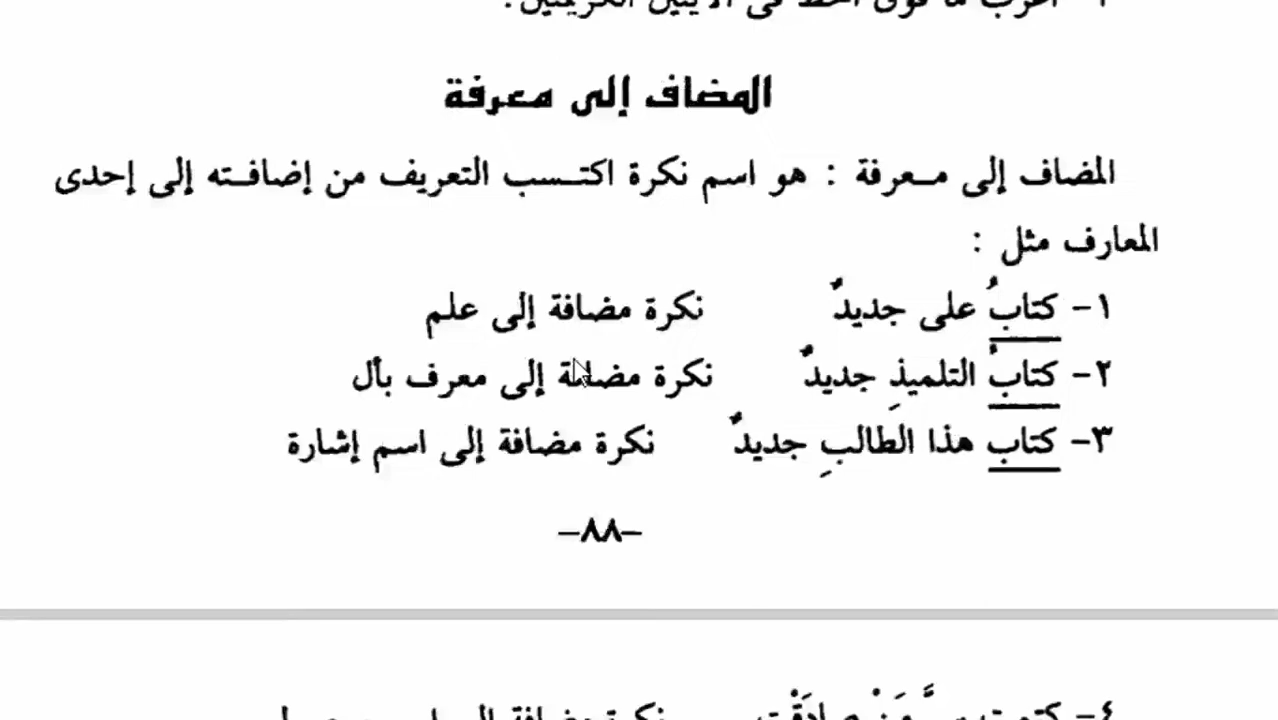 المضاف إلى معرفة
المضاف إلى معرفة : هو اسم نكرة اكتسب التعريف من إضافته إلى إحدى
المعارف مثل :
١- كتابُ على جديدٌ نكرة مضافة إلى علم
٢- كتابُ التلميذِ جديدٌ نكرة مضافة إلى معرف بأل
٣- كتاب هذا الطالبِ جديدٌ نكرة مضافة إلى اسم إشارة
-٨٨-